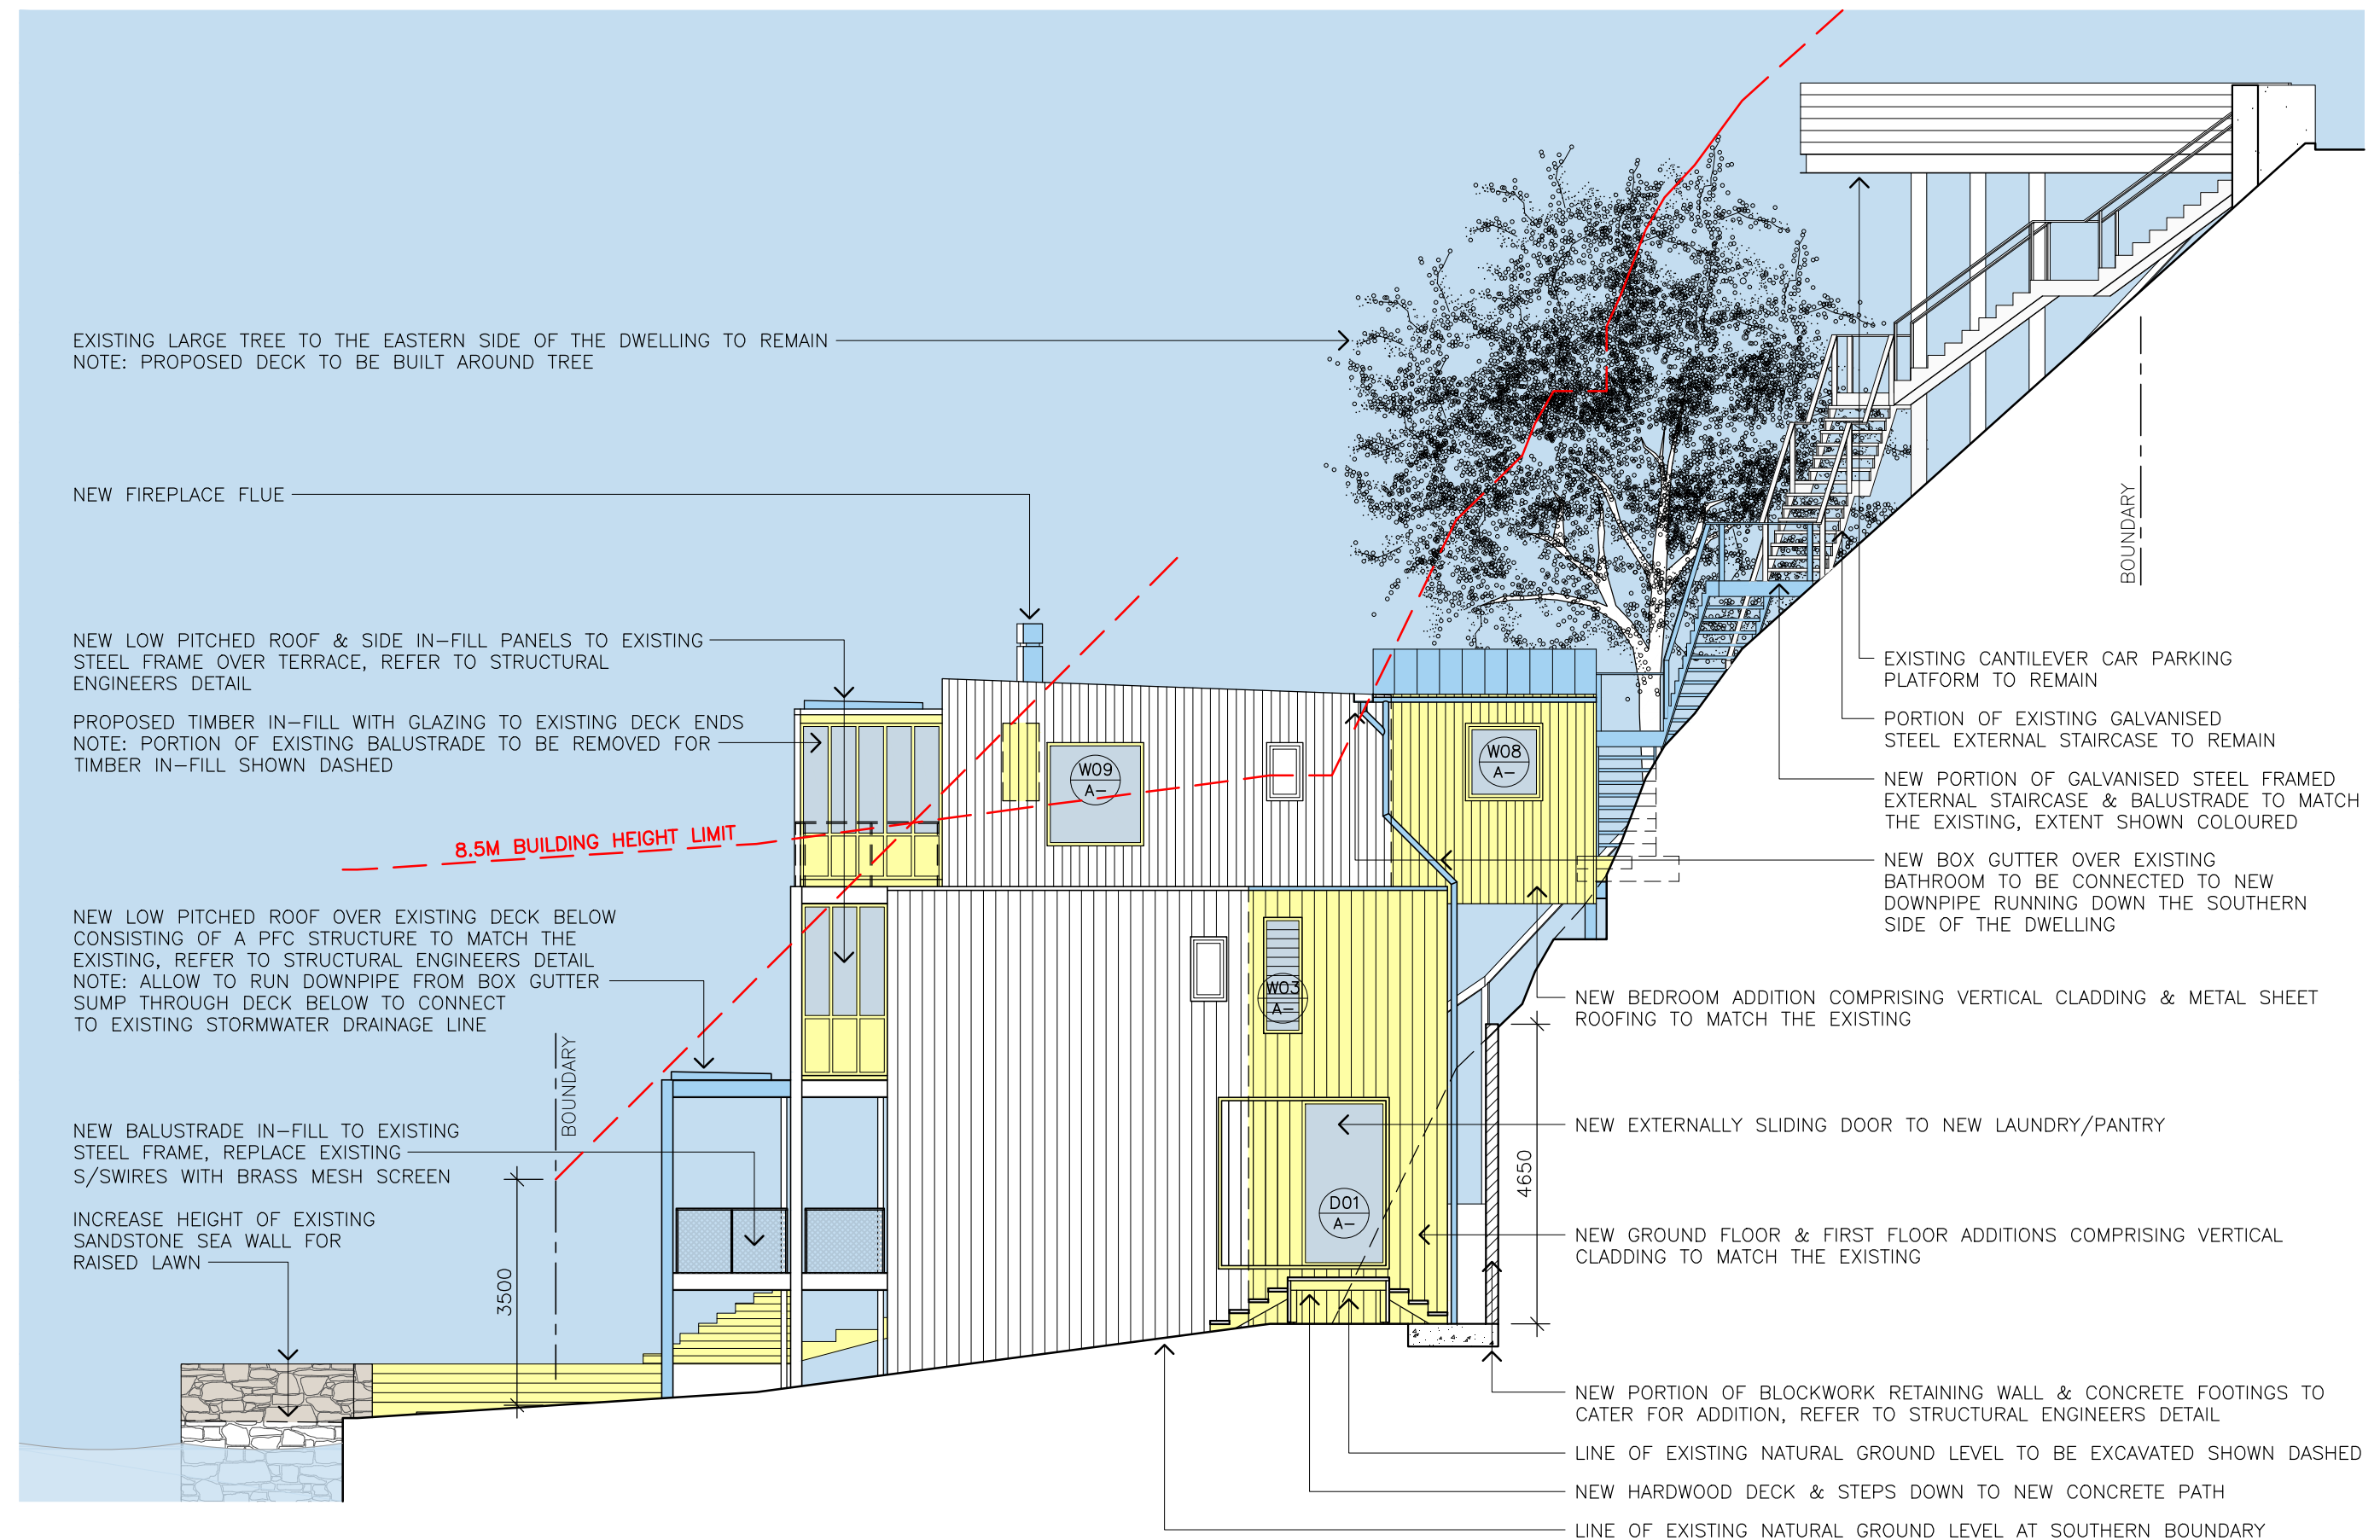 EXISTING LARGE TREE TO THE EASTERN SIDE OF THE DWELLING TO REMAIN
NOTE: PROPOSED DECK TO BE BUILT AROUND TREE
NEW FIREPLACE FLUE
NEW LOW PITCHED ROOF & SIDE IN-FILL PANELS TO EXISTING
STEEL FRAME OVER TERRACE, REFER TO STRUCTURAL
ENGINEERS DETAIL
PROPOSED TIMBER IN-FILL WITH GLAZING TO EXISTING DECK ENDS
NOTE: PORTION OF EXISTING BALUSTRADE TO BE REMOVED FOR
TIMBER IN-FILL SHOWN DASHED
8.5M BUILDING HEIGHT LIMIT
NEW LOW PITCHED ROOF OVER EXISTING DECK BELOW
CONSISTING OF A PFC STRUCTURE TO MATCH THE
EXISTING, REFER TO STRUCTURAL ENGINEERS DETAIL
NOTE: ALLOW TO RUN DOWNPIPE FROM BOX GUTTER
SUMP THROUGH DECK BELOW TO CONNECT
TO EXISTING STORMWATER DRAINAGE LINE
BOUNDARY
NEW BALUSTRADE IN-FILL TO EXISTING
STEEL FRAME, REPLACE EXISTING
S/SWIRES WITH BRASS MESH SCREEN
INCREASE HEIGHT OF EXISTING
SANDSTONE SEA WALL FOR
RAISED LAWN
3500
W09
A-
W08
A-
W03
A-
D01
A-
4650
BOUNDARY
EXISTING CANTILEVER CAR PARKING
PLATFORM TO REMAIN
PORTION OF EXISTING GALVANISED
STEEL EXTERNAL STAIRCASE TO REMAIN
NEW PORTION OF GALVANISED STEEL FRAMED
EXTERNAL STAIRCASE & BALUSTRADE TO MATCH
THE EXISTING, EXTENT SHOWN COLOURED
NEW BOX GUTTER OVER EXISTING
BATHROOM TO BE CONNECTED TO NEW
DOWNPIPE RUNNING DOWN THE SOUTHERN
SIDE OF THE DWELLING
NEW BEDROOM ADDITION COMPRISING VERTICAL CLADDING & METAL SHEET
ROOFING TO MATCH THE EXISTING
NEW EXTERNALLY SLIDING DOOR TO NEW LAUNDRY/PANTRY
NEW GROUND FLOOR & FIRST FLOOR ADDITIONS COMPRISING VERTICAL
CLADDING TO MATCH THE EXISTING
NEW PORTION OF BLOCKWORK RETAINING WALL & CONCRETE FOOTINGS TO
CATER FOR ADDITION, REFER TO STRUCTURAL ENGINEERS DETAIL
LINE OF EXISTING NATURAL GROUND LEVEL TO BE EXCAVATED SHOWN DASHED
NEW HARDWOOD DECK & STEPS DOWN TO NEW CONCRETE PATH
LINE OF EXISTING NATURAL GROUND LEVEL AT SOUTHERN BOUNDARY